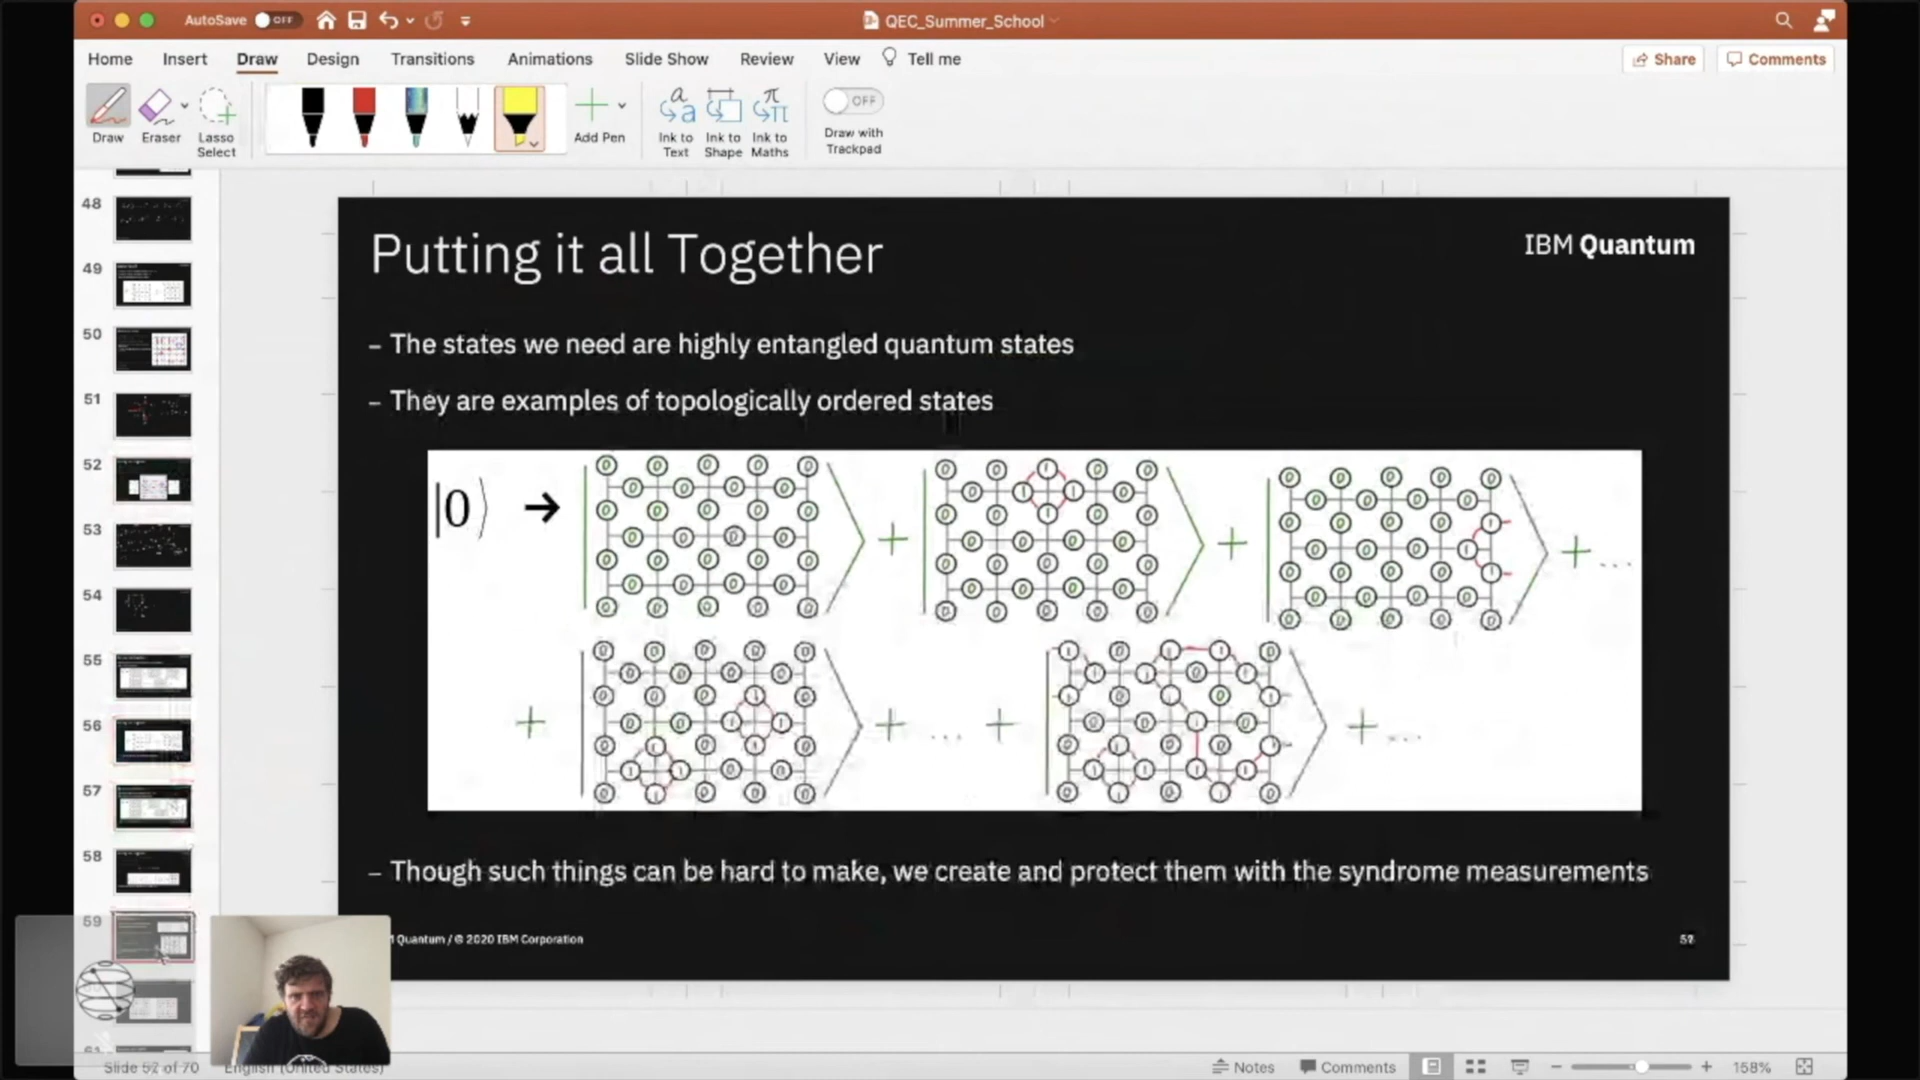 AutoSave OFF
QEC_Summer_School
Home Insert Draw Design Transitions Animations Slide Show Review View Tell me
Share Comments
Draw Eraser Lasso Select
Add Pen
a a π π
Ink to Text
Ink to Shape
Ink to Maths
OFF
Draw with Trackpad
48
49
50
51
52
53
54
55
56
57
58
59
Putting it all Together
IBM Quantum
– The states we need are highly entangled quantum states
– They are examples of topologically ordered states
|0⟩ → + + + ....
+ + .... + + ....
– Though such things can be hard to make, we create and protect them with the syndrome measurements
Quantum / © 2020 IBM Corporation
of 70
English (United States)
Notes Comments
158%